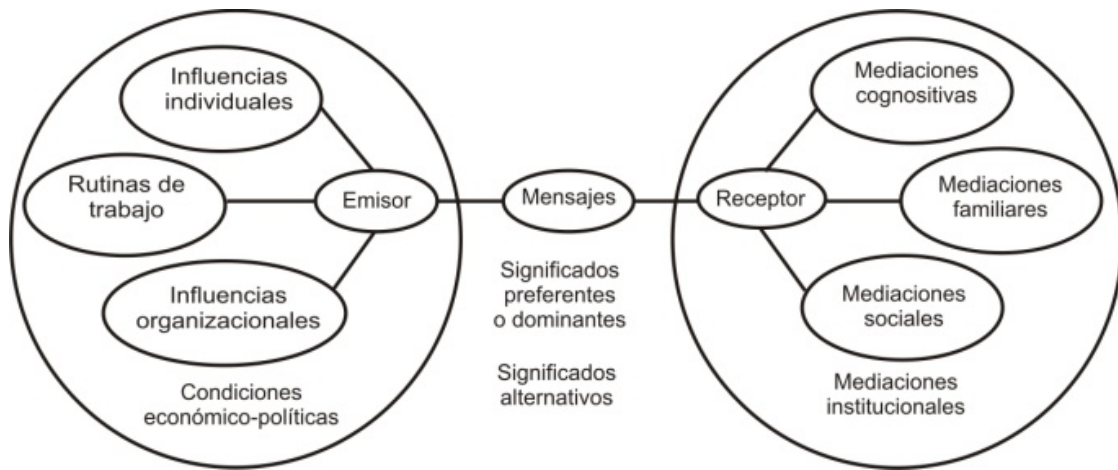 Influencias
individuales
Rutinas de
trabajo
Influencias
organizacionales
Condiciones
económico-políticas
Emisor
Mensajes
Significados
preferentes
o dominantes
Significados
alternativos
Receptor
Mediaciones
cognositivas
Mediaciones
familiares
Mediaciones
sociales
Mediaciones
institucionales